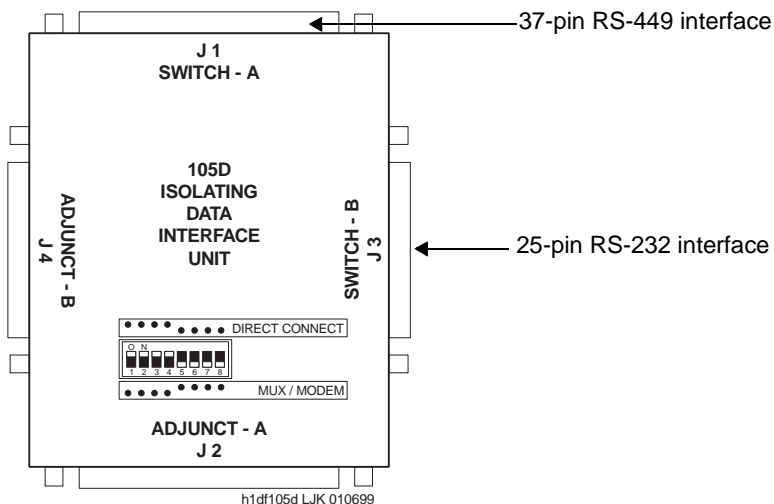 37-pin RS-449 interface
J 1
SWITCH - A
105D
ISOLATING
DATA
INTERFACE
UNIT
ADJUNCT - B
J 4
SWITCH - B
J 3
25-pin RS-232 interface
DIRECT CONNECT
O N
1 2 3 4 5 6 7 8
MUX / MODEM
ADJUNCT - A
J 2
h1df105d LJK 010699